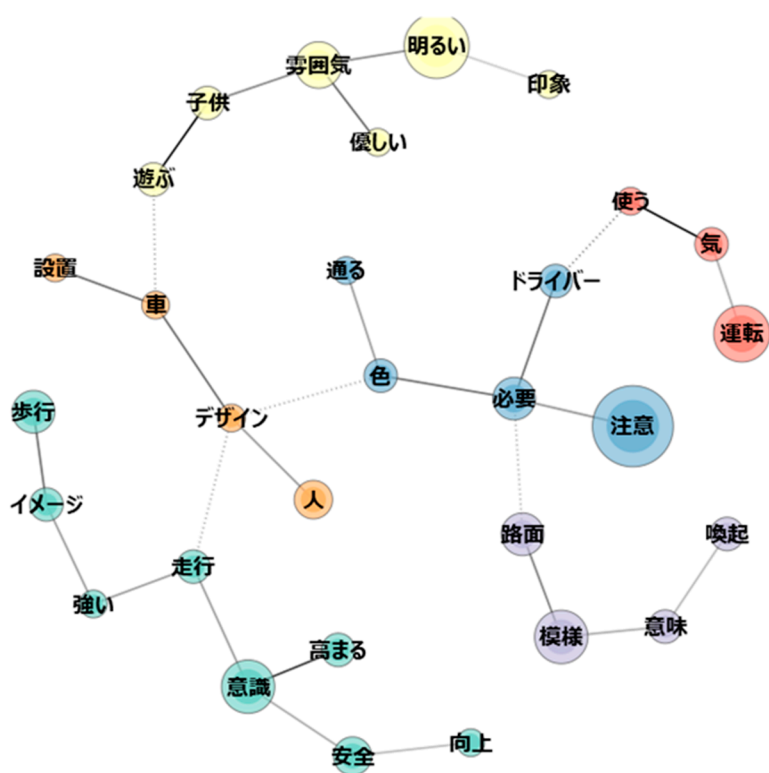 明るい
雰囲気
印象
子供
優しい
遊ぶ
使う
気
設置
通る
ドライバー
車
運転
色
必要
歩行
デザイン
注意
人
イメージ
路面
喚起
走行
強い
模様
意味
高まる
意識
安全
向上